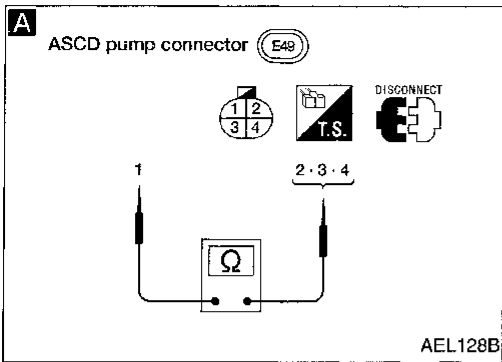 A
ASCD pump connector E49
DISCONNECT
1 2
3 4
T.S.
1
2・3・4
Ω
AEL128B